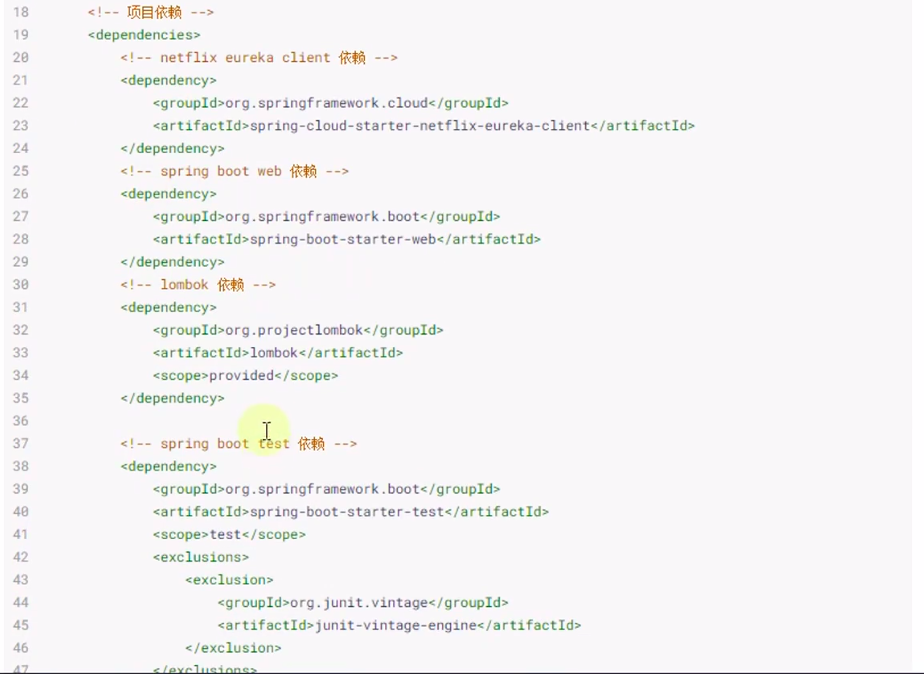 18 <!-- 项目依赖 -->
19 <dependencies>
20 <!-- netflix eureka client 依赖 -->
21 <dependency>
22 <groupId>org.springframework.cloud</groupId>
23 <artifactId>spring-cloud-starter-netflix-eureka-client</artifactId>
24 </dependency>
25 <!-- spring boot web 依赖 -->
26 <dependency>
27 <groupId>org.springframework.boot</groupId>
28 <artifactId>spring-boot-starter-web</artifactId>
29 </dependency>
30 <!-- lombok 依赖 -->
31 <dependency>
32 <groupId>org.projectlombok</groupId>
33 <artifactId>lombok</artifactId>
34 <scope>provided</scope>
35 </dependency>
36
37 <!-- spring boot test 依赖 -->
38 <dependency>
39 <groupId>org.springframework.boot</groupId>
40 <artifactId>spring-boot-starter-test</artifactId>
41 <scope>test</scope>
42 <exclusions>
43 <exclusion>
44 <groupId>org.junit.vintage</groupId>
45 <artifactId>junit-vintage-engine</artifactId>
46 </exclusion>
47 </exclusions>